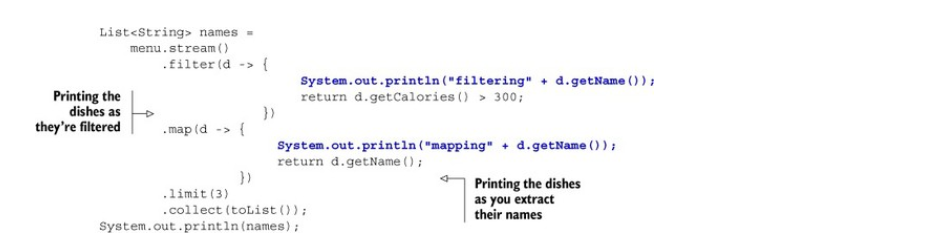 List<String> names =
menu.stream()
.filter(d -> {
System.out.println("filtering" + d.getName());
return d.getCalories() > 300;
})
Printing the
dishes as
they're filtered
.map(d -> {
System.out.println("mapping" + d.getName());
return d.getName();
})
.limit(3)
.collect(toList());
System.out.println(names);
Printing the dishes
as you extract
their names